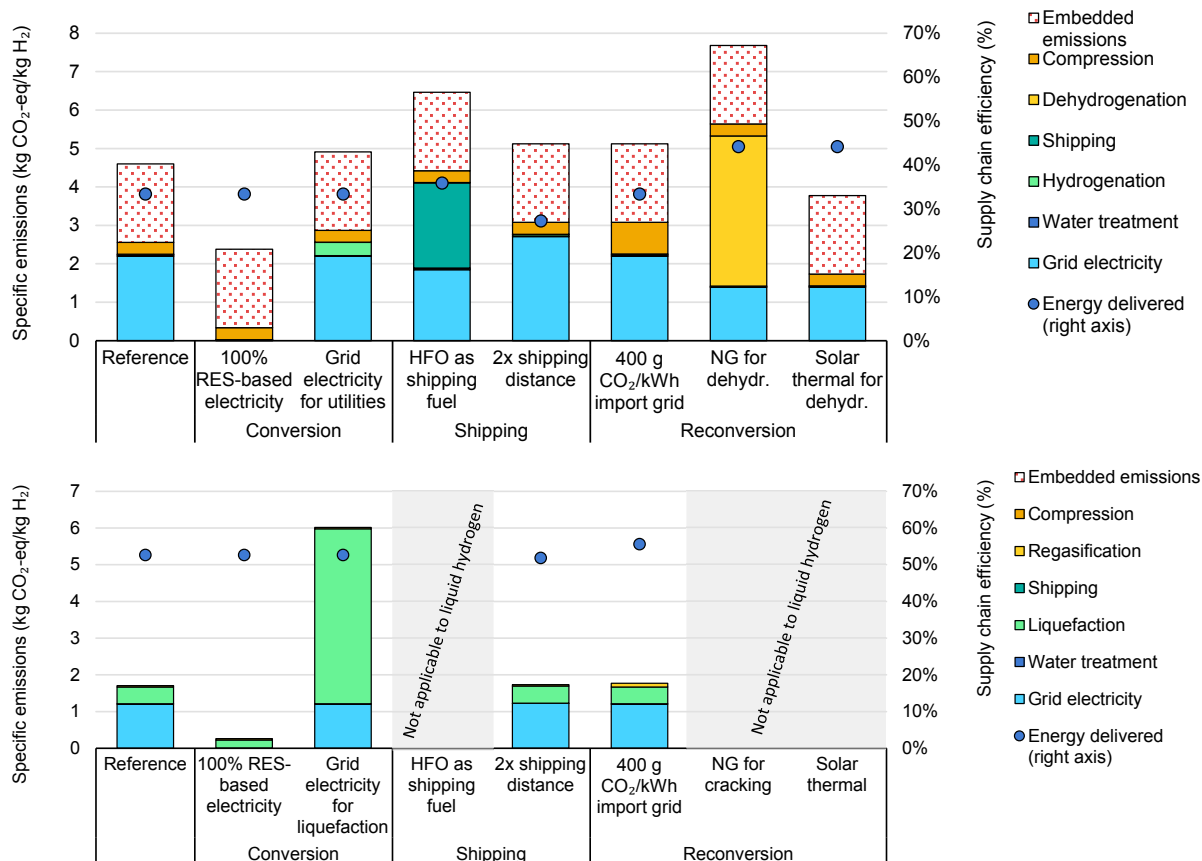 Specific emissions (kg CO₂-eq/kg H₂)
8
7
6
5
4
3
2
1
0
70%
60%
50%
40%
30%
20%
10%
0%
Supply chain efficiency (%)
Reference
100%
RES-based
electricity
Grid
electricity
for utilities
HFO as
shipping
fuel
2x shipping
distance
400 g
CO₂/kWh
import grid
NG for
dehydr.
Solar
thermal for
dehydr.
Conversion
Shipping
Reconversion
Embedded
emissions
Compression
Dehydrogenation
Shipping
Hydrogenation
Water treatment
Grid electricity
Energy delivered
(right axis)
Specific emissions (kg CO₂-eq/kg H₂)
7
6
5
4
3
2
1
0
Not applicable to liquid hydrogen
Not applicable to liquid hydrogen
70%
60%
50%
40%
30%
20%
10%
0%
Supply chain efficiency (%)
Reference
100% RES-
based
electricity
Grid
electricity
for
liquefaction
HFO as
shipping
fuel
2x shipping
distance
400 g
CO₂/kWh
import grid
NG for
cracking
Solar
thermal
Conversion
Shipping
Reconversion
Embedded emissions
Compression
Regasification
Shipping
Liquefaction
Water treatment
Grid electricity
Energy delivered
(right axis)